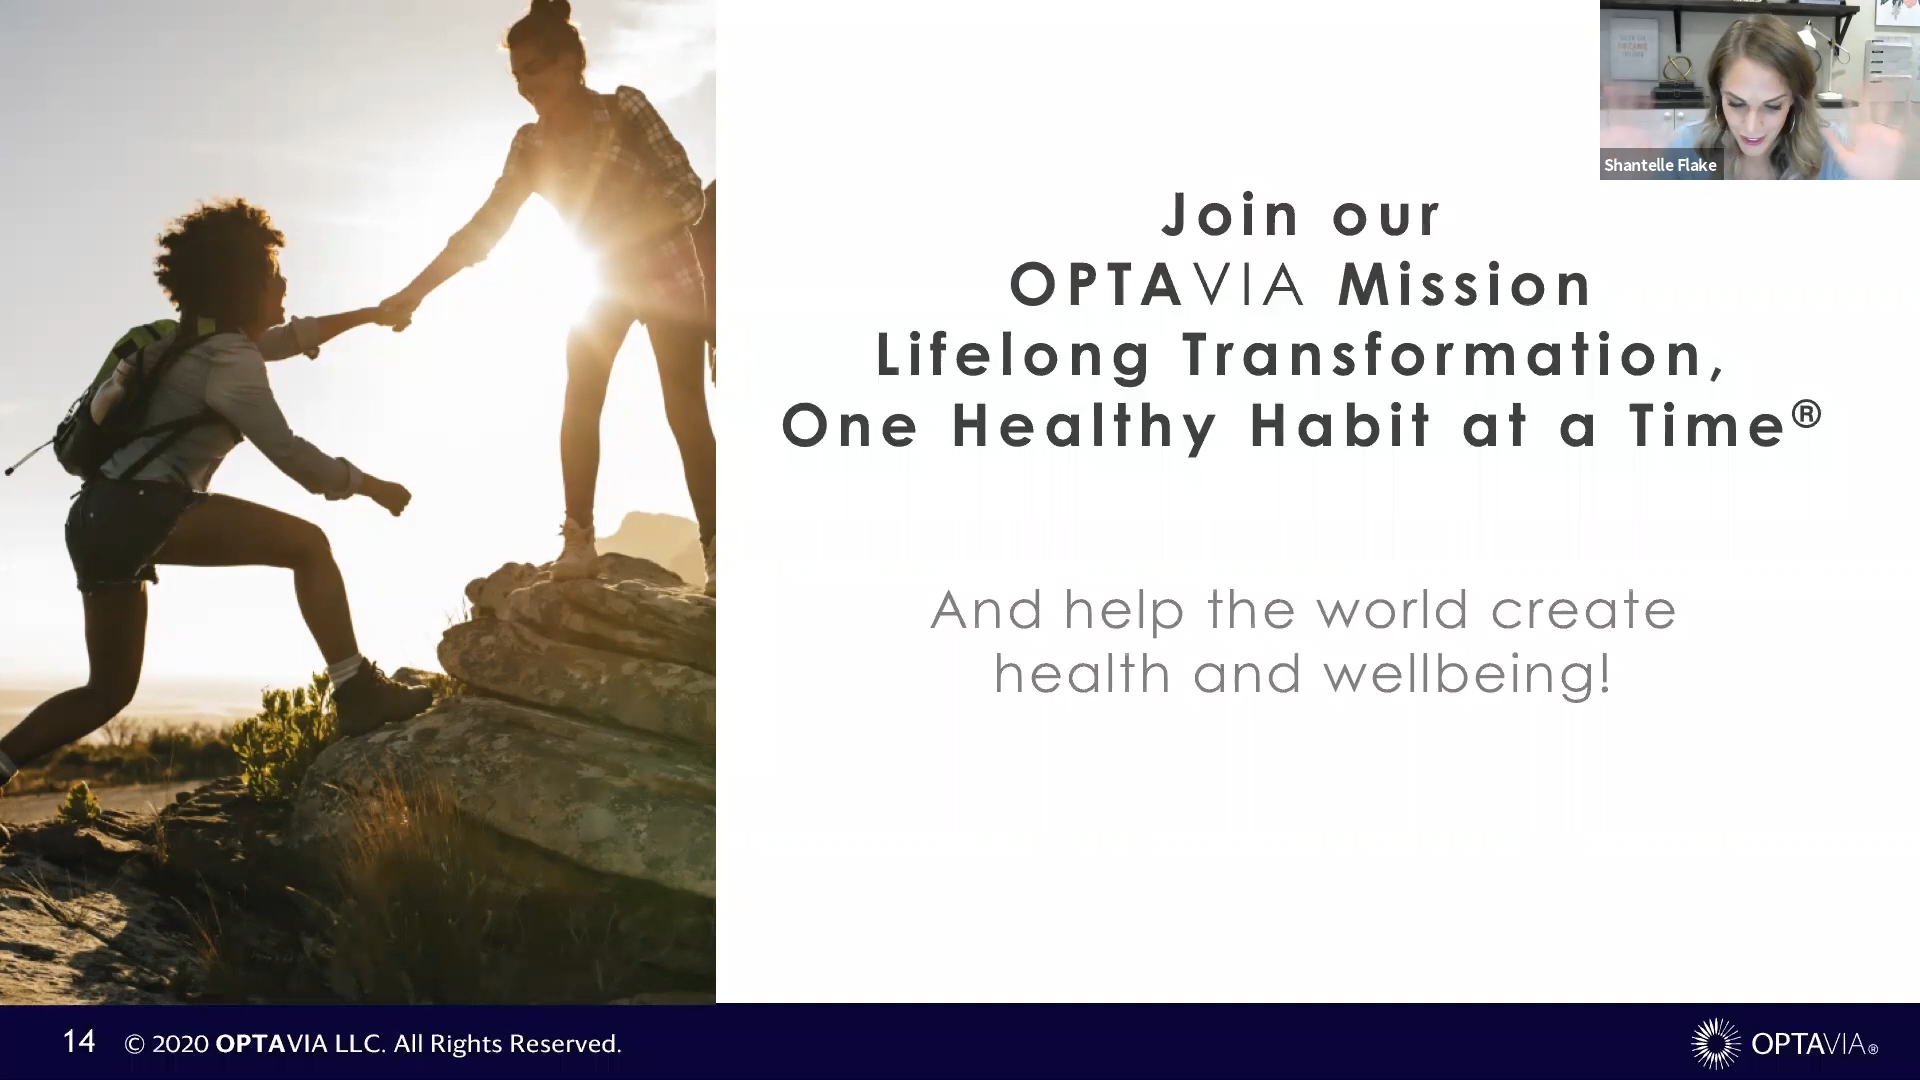 Shantelle Flake
Join our
OPTAVIA Mission
Lifelong Transformation,
One Healthy Habit at a Time®
And help the world create
health and wellbeing!
14 © 2020 OPTAVIA LLC. All Rights Reserved.
OPTAVIA®